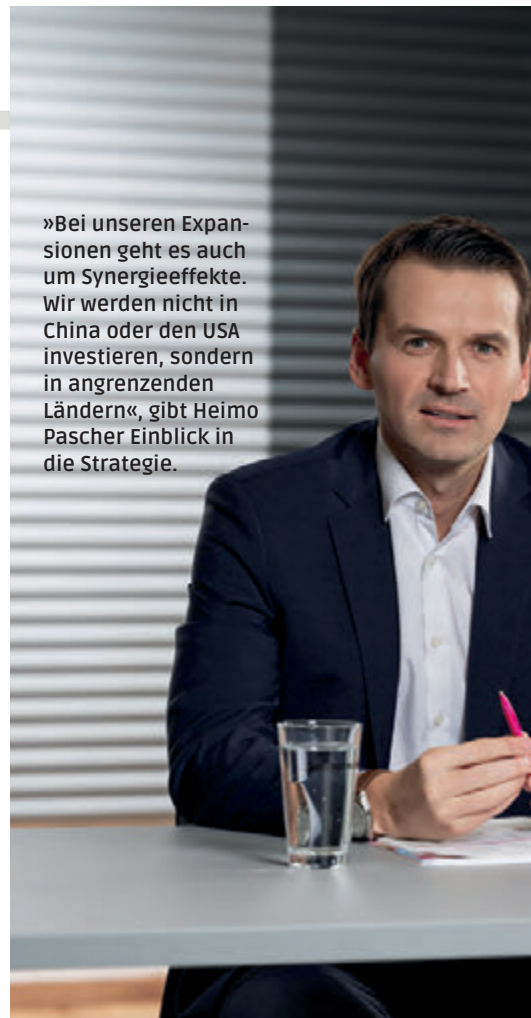 »Bei unseren Expan-
sionen geht es auch
um Synergieeffekte.
Wir werden nicht in
China oder den USA
investieren, sondern
in angrenzenden
Ländern«, gibt Heimo
Pascher Einblick in
die Strategie.